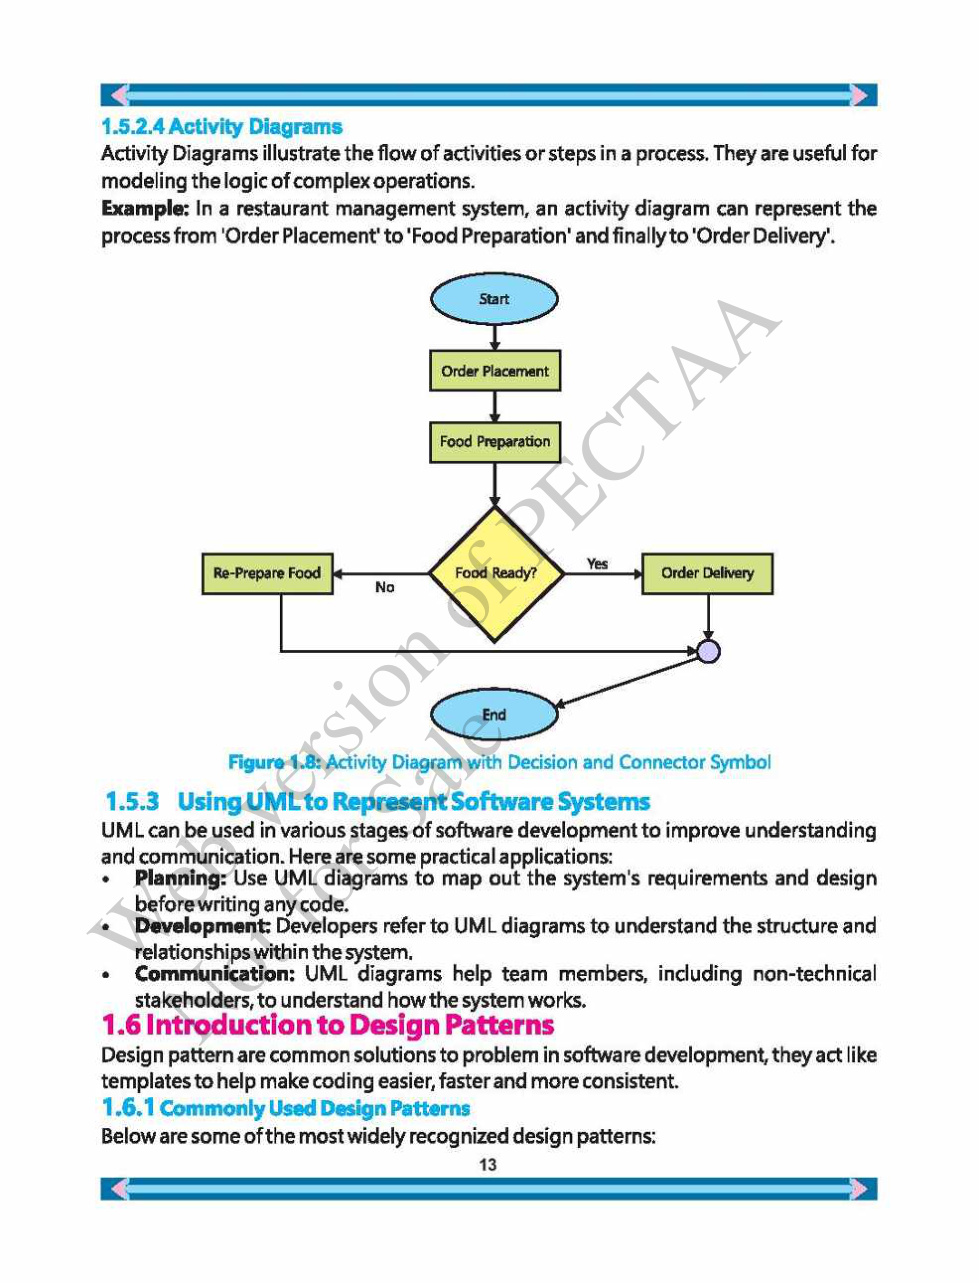 1.5.2.4 Activity Diagrams
Activity Diagrams illustrate the flow of activities or steps in a process. They are useful for
modeling the logic of complex operations.
Example: In a restaurant management system, an activity diagram can represent the
process from 'Order Placement' to 'Food Preparation' and finally to 'Order Delivery'.
Start
Order Placement
Food Preparation
Re-Prepare Food
No
Food Ready?
Yes
Order Delivery
End
Figure 1.8: Activity Diagram with Decision and Connector Symbol
1.5.3 Using UML to Represent Software Systems
UML can be used in various stages of software development to improve understanding
and communication. Here are some practical applications:
• Planning: Use UML diagrams to map out the system's requirements and design
before writing any code.
• Development: Developers refer to UML diagrams to understand the structure and
relationships within the system.
• Communication: UML diagrams help team members, including non-technical
stakeholders, to understand how the system works.
1.6 Introduction to Design Patterns
Design pattern are common solutions to problem in software development, they act like
templates to help make coding easier, faster and more consistent.
1.6.1 Commonly Used Design Patterns
Below are some of the most widely recognized design patterns:
13
Web version of PECTAA
Not for Sale